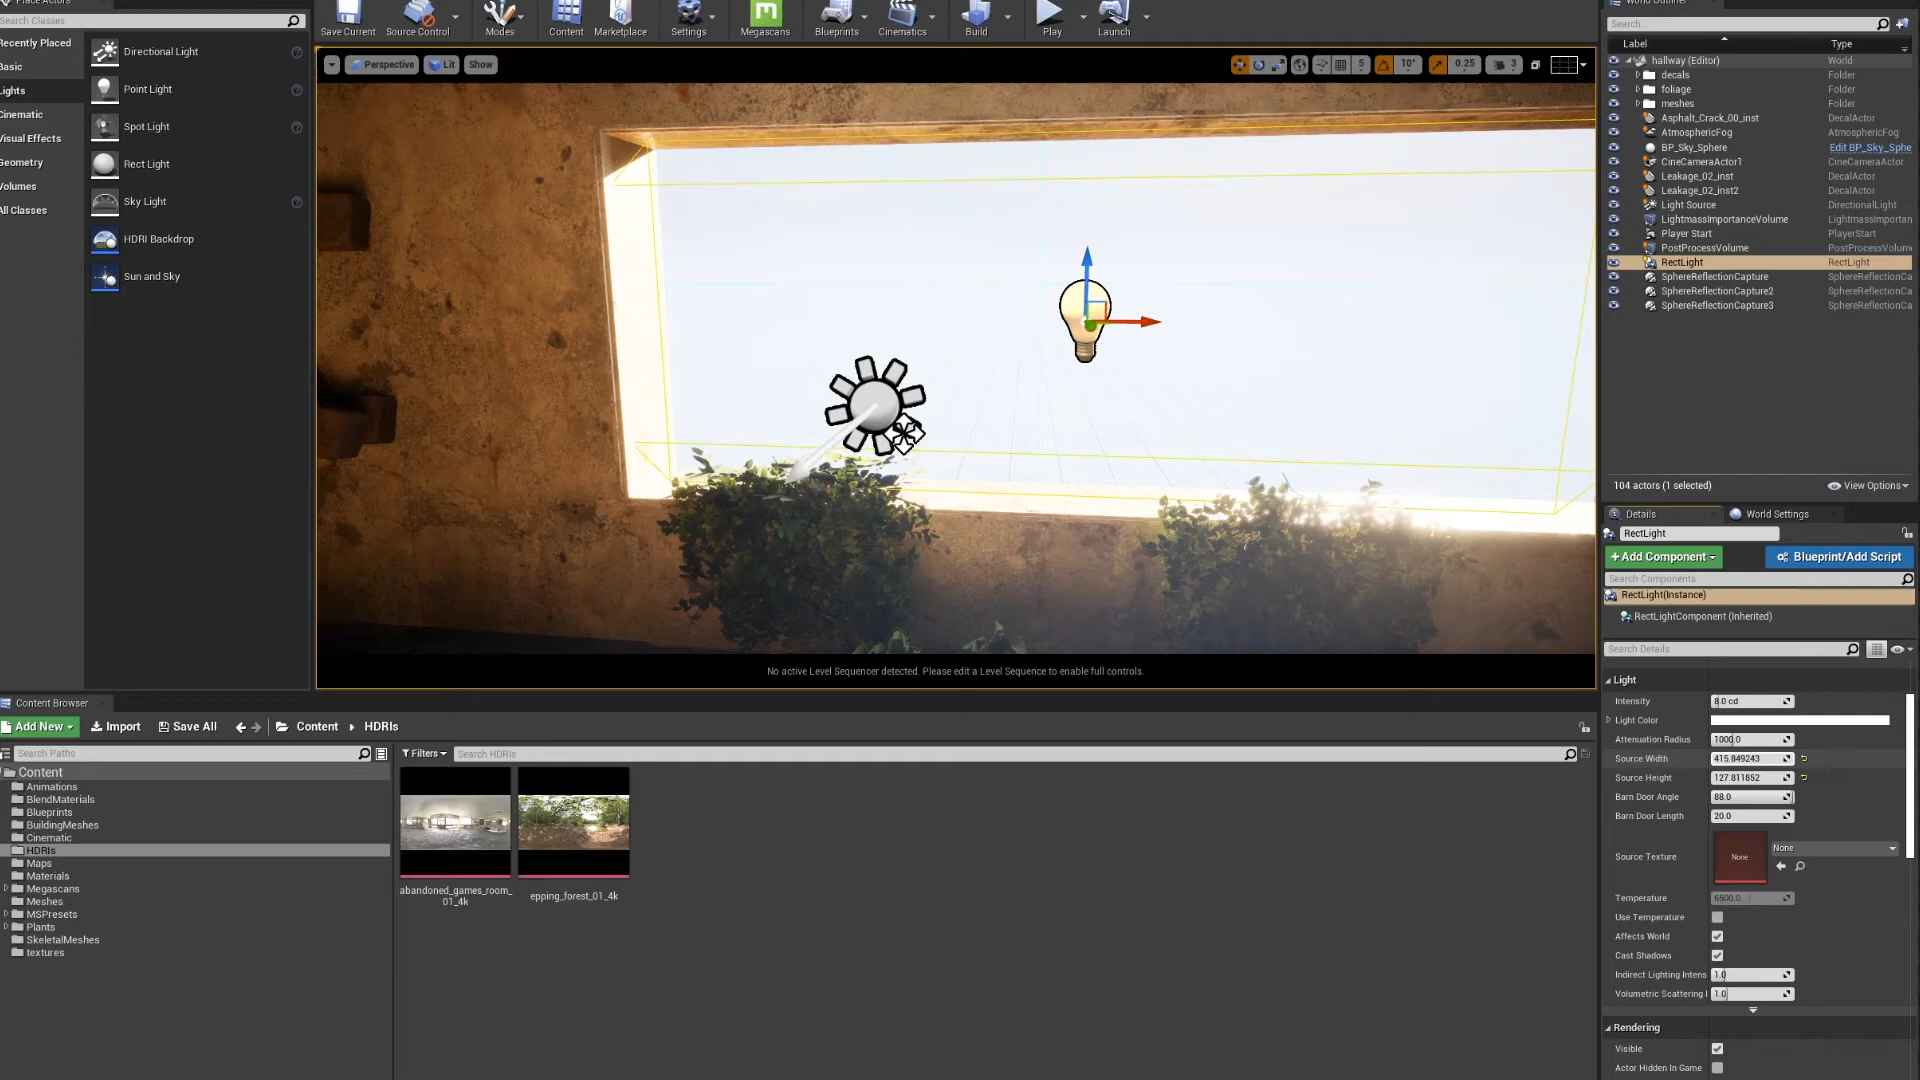 Place Actors
Search Classes
Recently Placed
Basic
Lights
Cinematic
Visual Effects
Geometry
Volumes
All Classes
Directional Light
Point Light
Spot Light
Rect Light
Sky Light
HDRI Backdrop
Sun and Sky
Save Current
Source Control
Modes
Content
Marketplace
Settings
Megascans
Blueprints
Cinematics
Build
Play
Launch
Perspective
Lit
Show
5
10°
0.25
3
No active Level Sequencer detected. Please edit a Level Sequence to enable full controls.
World Outliner
Search...
Label
Type
hallway (Editor) World
decals Folder
foliage Folder
meshes Folder
Asphalt_Crack_00_inst DecalActor
AtmosphericFog AtmosphericFog
BP_Sky_Sphere Edit BP_Sky_Sphe
CineCameraActor1 CineCameraActor
Leakage_02_inst DecalActor
Leakage_02_inst2 DecalActor
Light Source DirectionalLight
LightmassImportanceVolume LightmassImportan
Player Start PlayerStart
PostProcessVolume PostProcessVolum
RectLight RectLight
SphereReflectionCapture SphereReflectionCa
SphereReflectionCapture2 SphereReflectionCa
SphereReflectionCapture3 SphereReflectionCa
104 actors (1 selected)
View Options
Details
World Settings
RectLight
+Add Component
Blueprint/Add Script
Search Components
RectLight(Instance)
RectLightComponent (Inherited)
Search Details
Light
Intensity 8.0 cd
Light Color
Attenuation Radius 1000.0
Source Width 415.849243
Source Height 127.811852
Barn Door Angle 88.0
Barn Door Length 20.0
Source Texture None None
Temperature 6500.0
Use Temperature
Affects World
Cast Shadows
Indirect Lighting Intens 1.0
Volumetric Scattering I 1.0
Rendering
Visible
Actor Hidden In Game
Content Browser
Add New
Import
Save All
Content
HDRIs
Search Paths
Filters
Search HDRIs
Content
Animations
BlendMaterials
Blueprints
BuildingMeshes
Cinematic
HDRIs
Maps
Materials
Megascans
Meshes
MSPresets
Plants
SkeletalMeshes
textures
abandoned_games_room_
01_4k
epping_forest_01_4k